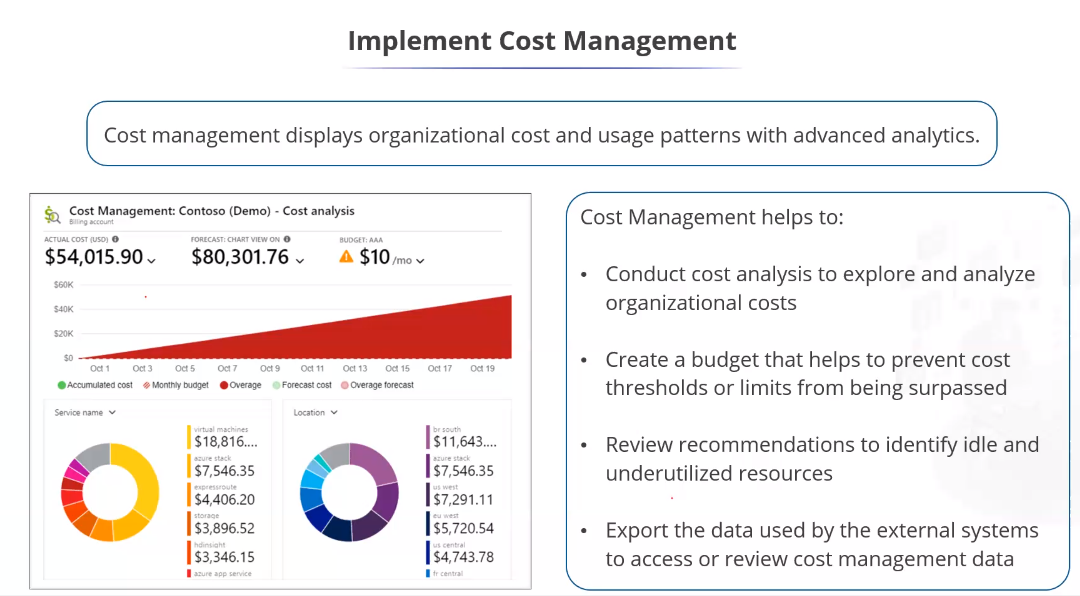 Implement Cost Management
Cost management displays organizational cost and usage patterns with advanced analytics.
Cost Management: Contoso (Demo) - Cost analysis
Billing account
ACTUAL COST (USD)
$54,015.90
FORECAST: CHART VIEW ON
$80,301.76
BUDGET: AAA
$10 /mo
$60K
$40K
$20K
$0
Oct 1 Oct 3 Oct 5 Oct 7 Oct 9 Oct 11 Oct 13 Oct 15 Oct 17 Oct 19
Accumulated cost Monthly budget Overage Forecast cost Overage forecast
Service name
virtual machines
$18,816....
azure stack
$7,546.35
expressroute
$4,406.20
storage
$3,896.52
hdinsight
$3,346.15
azure app service
Location
br south
$11,643....
azure stack
$7,546.35
us west
$7,291.11
eu west
$5,720.54
us central
$4,743.78
fr central
Cost Management helps to:
• Conduct cost analysis to explore and analyze
organizational costs
• Create a budget that helps to prevent cost
thresholds or limits from being surpassed
• Review recommendations to identify idle and
underutilized resources
• Export the data used by the external systems
to access or review cost management data